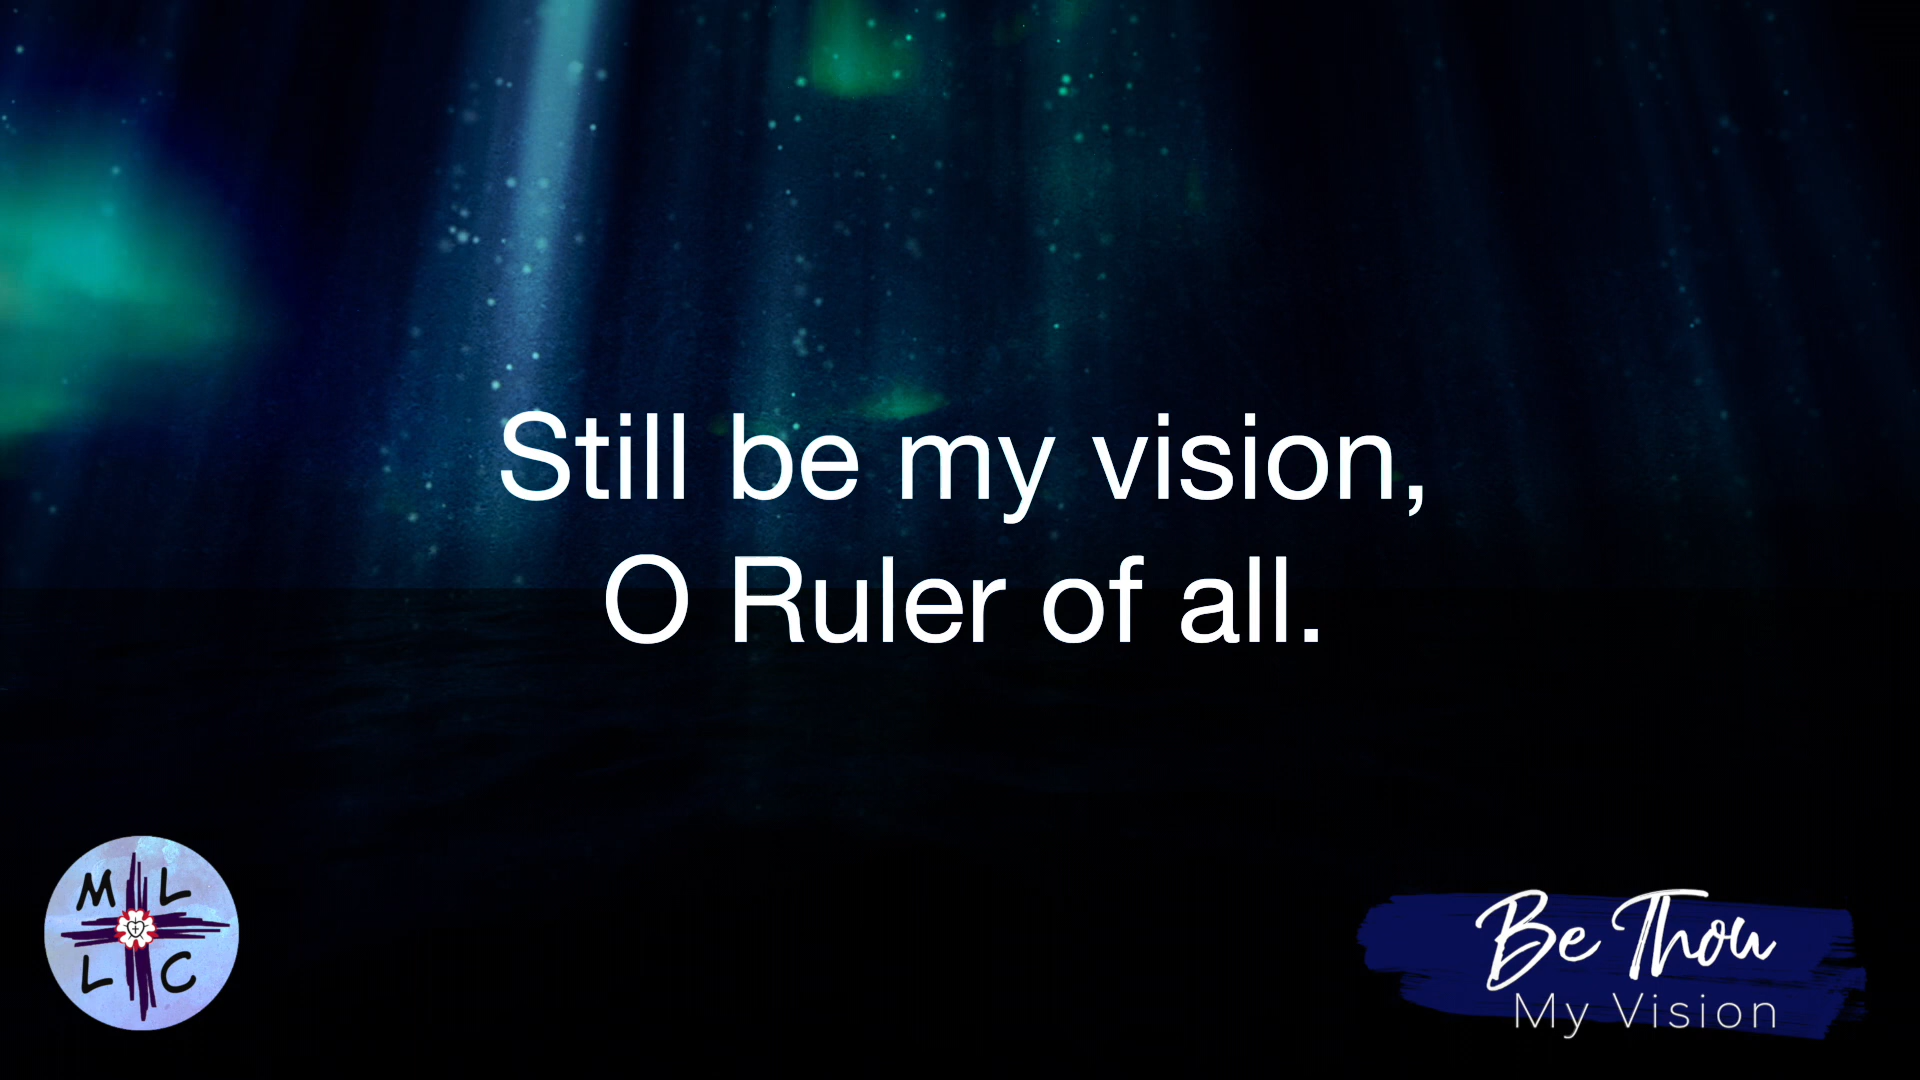 Still be my vision,
O Ruler of all.
M L
L C
Be Thou
My Vision